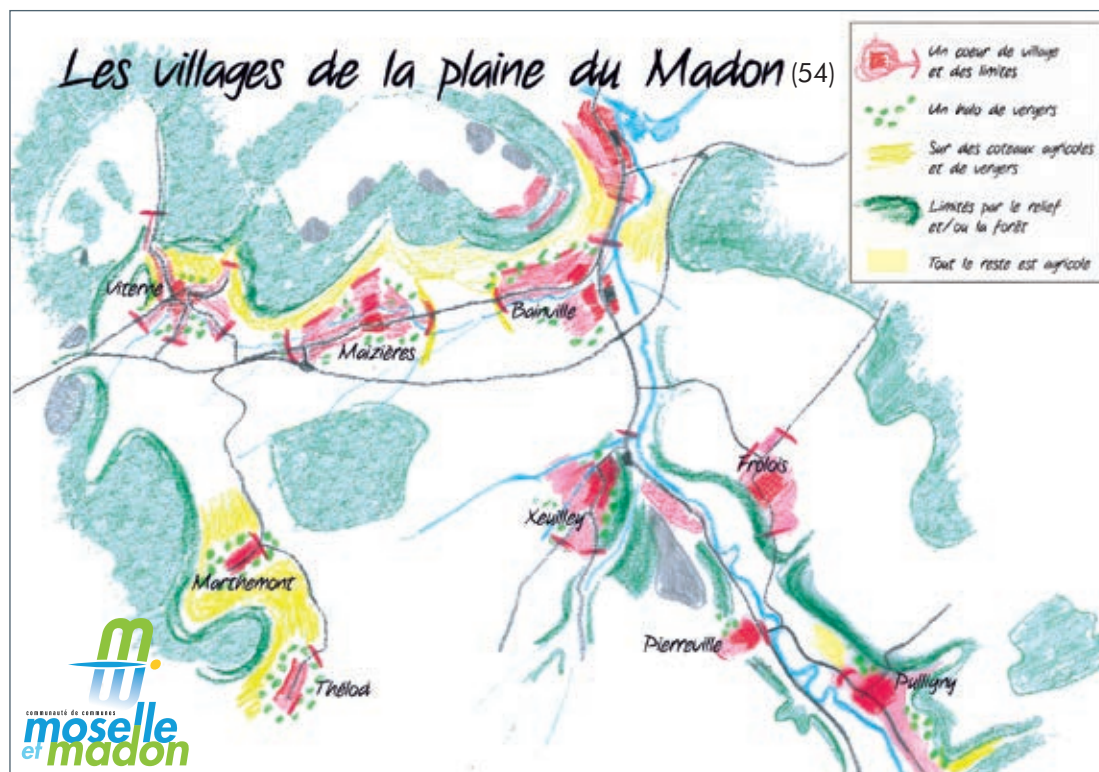 Les villages de la plaine du Madon (54)
Un coeur de village
et des limites
Un halo de vergers
Sur des coteaux agricoles
et de vergers
Limités par le relief
et/ou la forêt
Tout le reste est agricole
Viterne
Maizières
Bainville
Frolois
Xeuilley
Marthemont
Pierreville
Pulligny
Thélod
communauté de communes
moselle
et madon